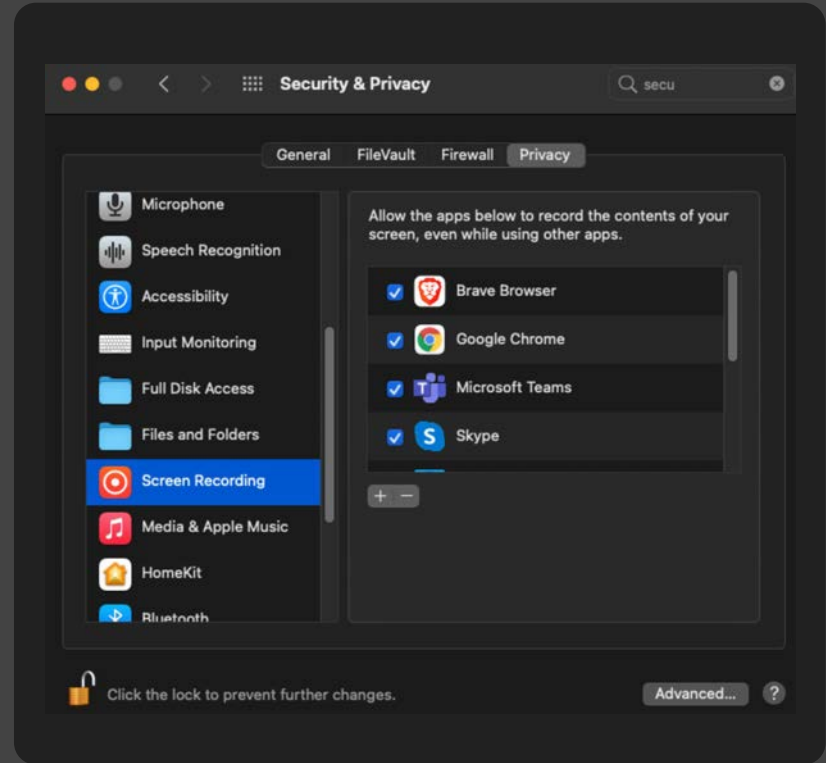 Security & Privacy
secu
General FileVault Firewall Privacy
Microphone
Speech Recognition
Accessibility
Input Monitoring
Full Disk Access
Files and Folders
Screen Recording
Media & Apple Music
HomeKit
Bluetooth
Allow the apps below to record the contents of your
screen, even while using other apps.
Brave Browser
Google Chrome
Microsoft Teams
Skype
Click the lock to prevent further changes.
Advanced... ?